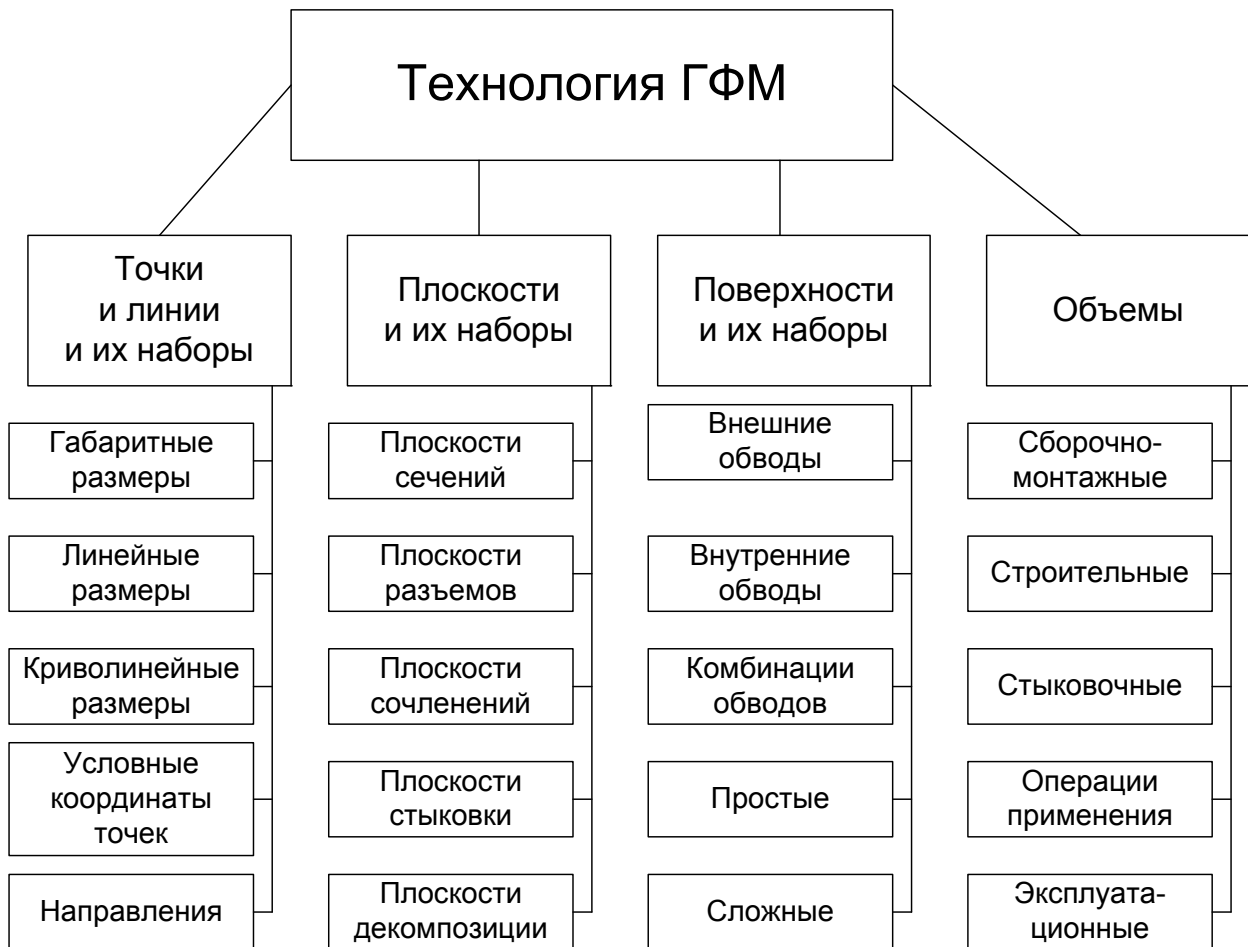 Технология ГФМ
Точки
и линии
и их наборы
Габаритные
размеры
Линейные
размеры
Криволинейные
размеры
Условные
координаты
точек
Направления
Плоскости
и их наборы
Плоскости
сечений
Плоскости
разъемов
Плоскости
сочленений
Плоскости
стыковки
Плоскости
декомпозиции
Поверхности
и их наборы
Внешние
обводы
Внутренние
обводы
Комбинации
обводов
Простые
Сложные
Объемы
Сборочно-
монтажные
Строительные
Стыковочные
Операции
применения
Эксплуата-
ционные